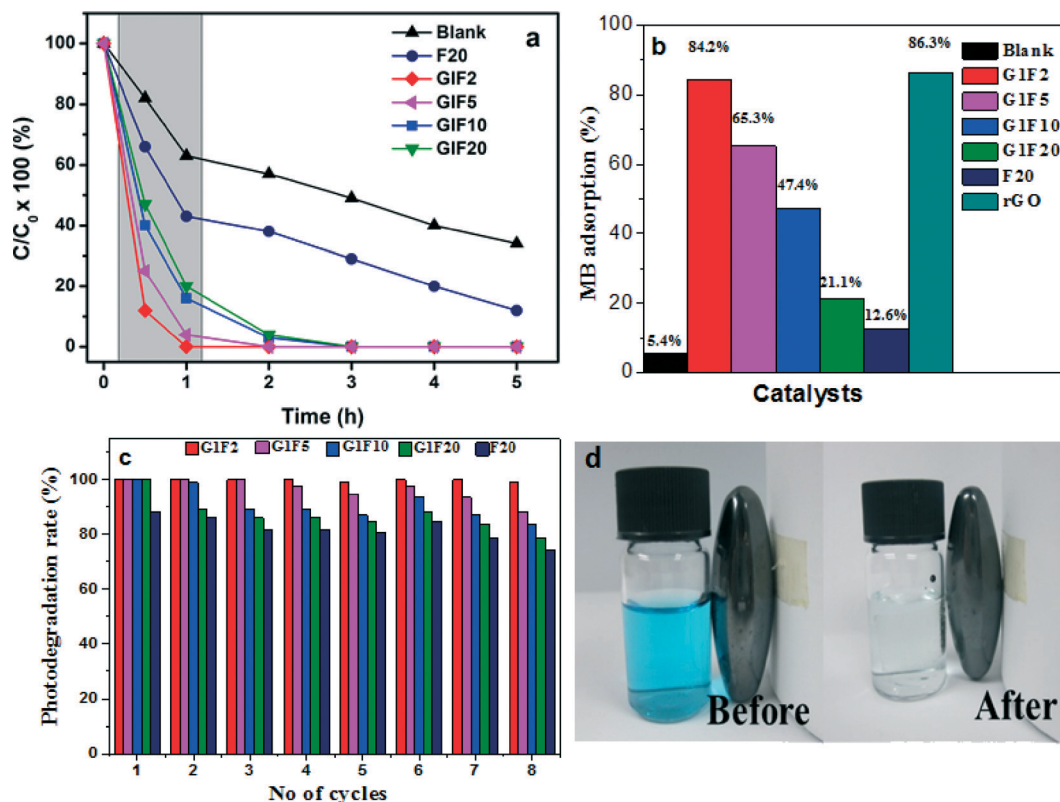 a
C/C0 x 100 (%)
100
80
60
40
20
0
Blank
F20
GIF2
GIF5
GIF10
GIF20
0 1 2 3 4 5
Time (h)
b
MB adsorption (%)
100
80
60
40
20
0
5.4%
84.2%
65.3%
47.4%
21.1%
12.6%
86.3%
Blank
G1F2
G1F5
G1F10
G1F20
F20
rGO
Catalysts
c
G1F2 G1F5 G1F10 G1F20 F20
Photodegradation rate (%)
100
80
60
40
20
0
1 2 3 4 5 6 7 8
No of cycles
d
Before
After